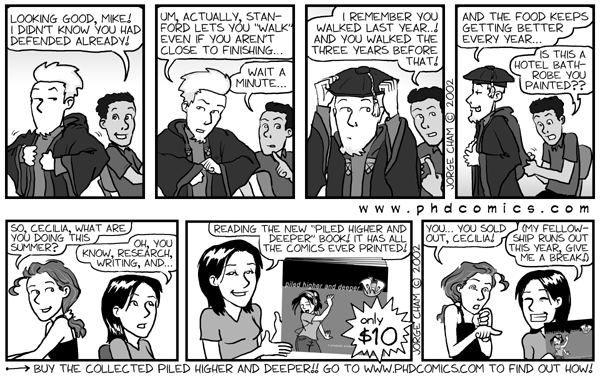 LOOKING GOOD, MIKE!
I DIDN'T KNOW YOU HAD
DEFENDED ALREADY!
UM, ACTUALLY, STAN-
FORD LETS YOU "WALK"
EVEN IF YOU AREN'T
CLOSE TO FINISHING...
WAIT A
MINUTE...
I REMEMBER YOU
WALKED LAST YEAR..!
AND YOU WALKED THE
THREE YEARS BEFORE
THAT!
JORGE CHAM © 2002
AND THE FOOD KEEPS
GETTING BETTER
EVERY YEAR...
IS THIS A
HOTEL BATH-
ROBE YOU
PAINTED??
www.phdcomics.com
SO, CECILIA, WHAT ARE
YOU DOING THIS
SUMMER?
OH, YOU
KNOW, RESEARCH,
WRITING, AND...
READING THE NEW "PILED HIGHER AND
DEEPER" BOOK! IT HAS ALL
THE COMICS EVER PRINTED!
piled higher and deeper
only
$10
JORGE CHAM © 2002
YOU... YOU SOLD
OUT, CECILIA!
(MY FELLOW-
SHIP RUNS OUT
THIS YEAR, GIVE
ME A BREAK!)
BUY THE COLLECTED PILED HIGHER AND DEEPER!! GO TO WWW.PHDCOMICS.COM TO FIND OUT HOW!